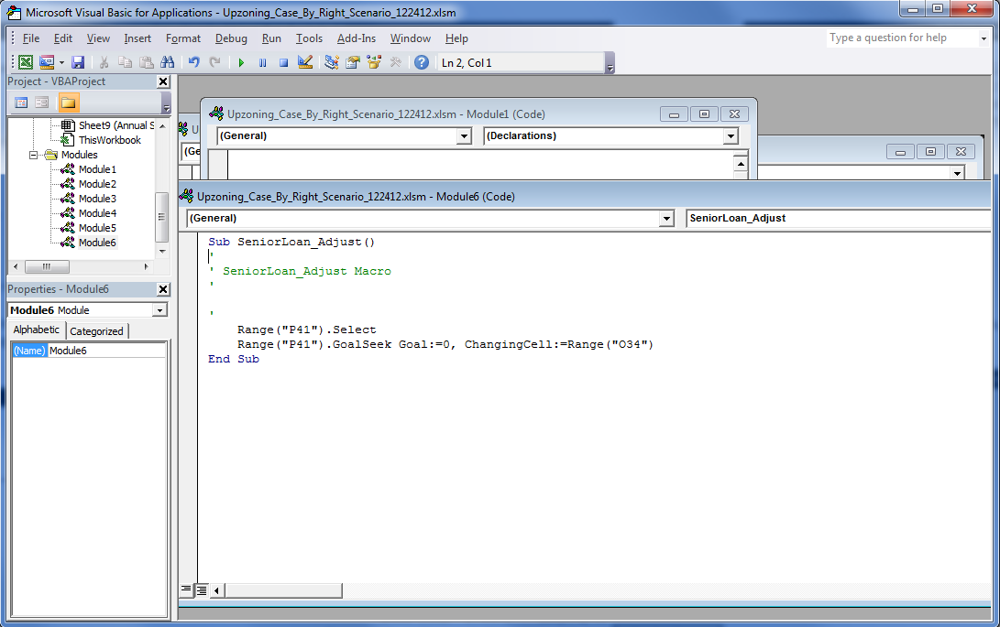 Microsoft Visual Basic for Applications - Upzoning_Case_By_Right_Scenario_122412.xlsm
File Edit View Insert Format Debug Run Tools Add-Ins Window Help
Type a question for help
Ln 2, Col 1
Project - VBAProject
Sheet9 (Annual S
ThisWorkbook
Modules
Module1
Module2
Module3
Module4
Module5
Module6
Properties - Module6
Module6 Module
Alphabetic Categorized
(Name) Module6
U
(Ge
Upzoning_Case_By_Right_Scenario_122412.xlsm - Module1 (Code)
(General) (Declarations)
Upzoning_Case_By_Right_Scenario_122412.xlsm - Module6 (Code)
(General) SeniorLoan_Adjust
Sub SeniorLoan_Adjust()
'
' SeniorLoan_Adjust Macro
'
'
Range("P41").Select
Range("P41").GoalSeek Goal:=0, ChangingCell:=Range("O34")
End Sub